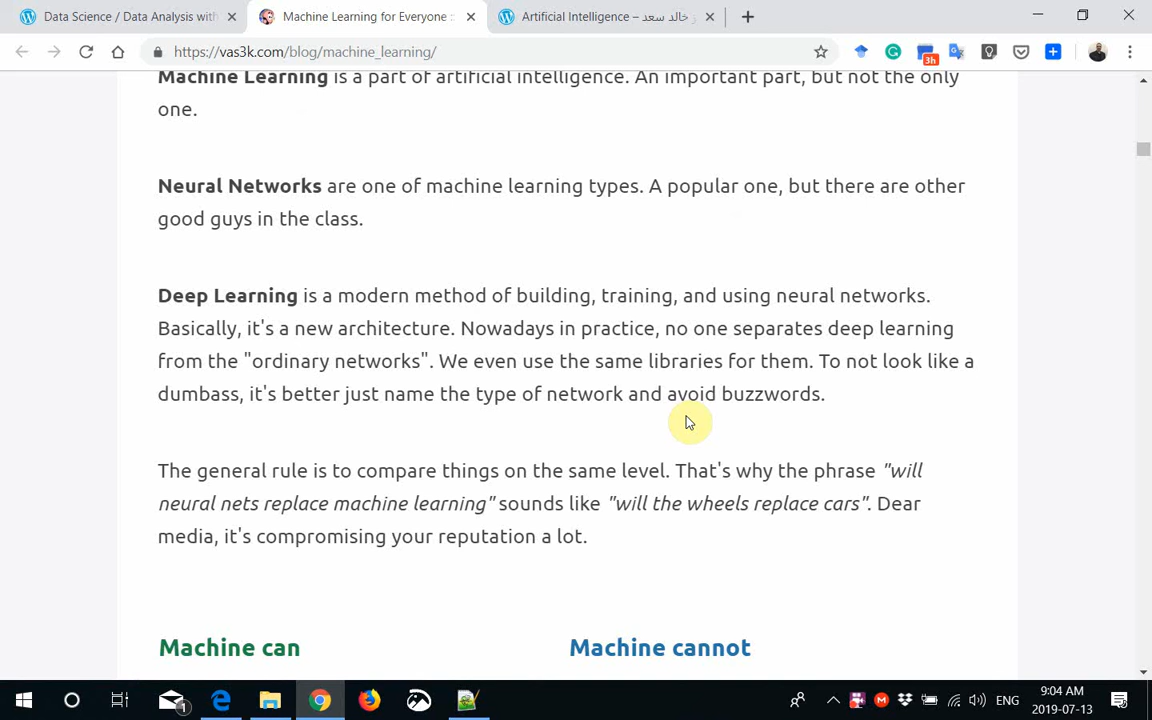 Data Science / Data Analysis with
Machine Learning for Everyone ::
Artificial Intelligence – ز خالد سعد
https://vas3k.com/blog/machine_learning/
3h
Machine Learning is a part of artificial intelligence. An important part, but not the only
one.
Neural Networks are one of machine learning types. A popular one, but there are other
good guys in the class.
Deep Learning is a modern method of building, training, and using neural networks.
Basically, it's a new architecture. Nowadays in practice, no one separates deep learning
from the "ordinary networks". We even use the same libraries for them. To not look like a
dumbass, it's better just name the type of network and avoid buzzwords.
The general rule is to compare things on the same level. That's why the phrase "will
neural nets replace machine learning" sounds like "will the wheels replace cars". Dear
media, it's compromising your reputation a lot.
Machine can
Machine cannot
1
ENG
9:04 AM
2019-07-13